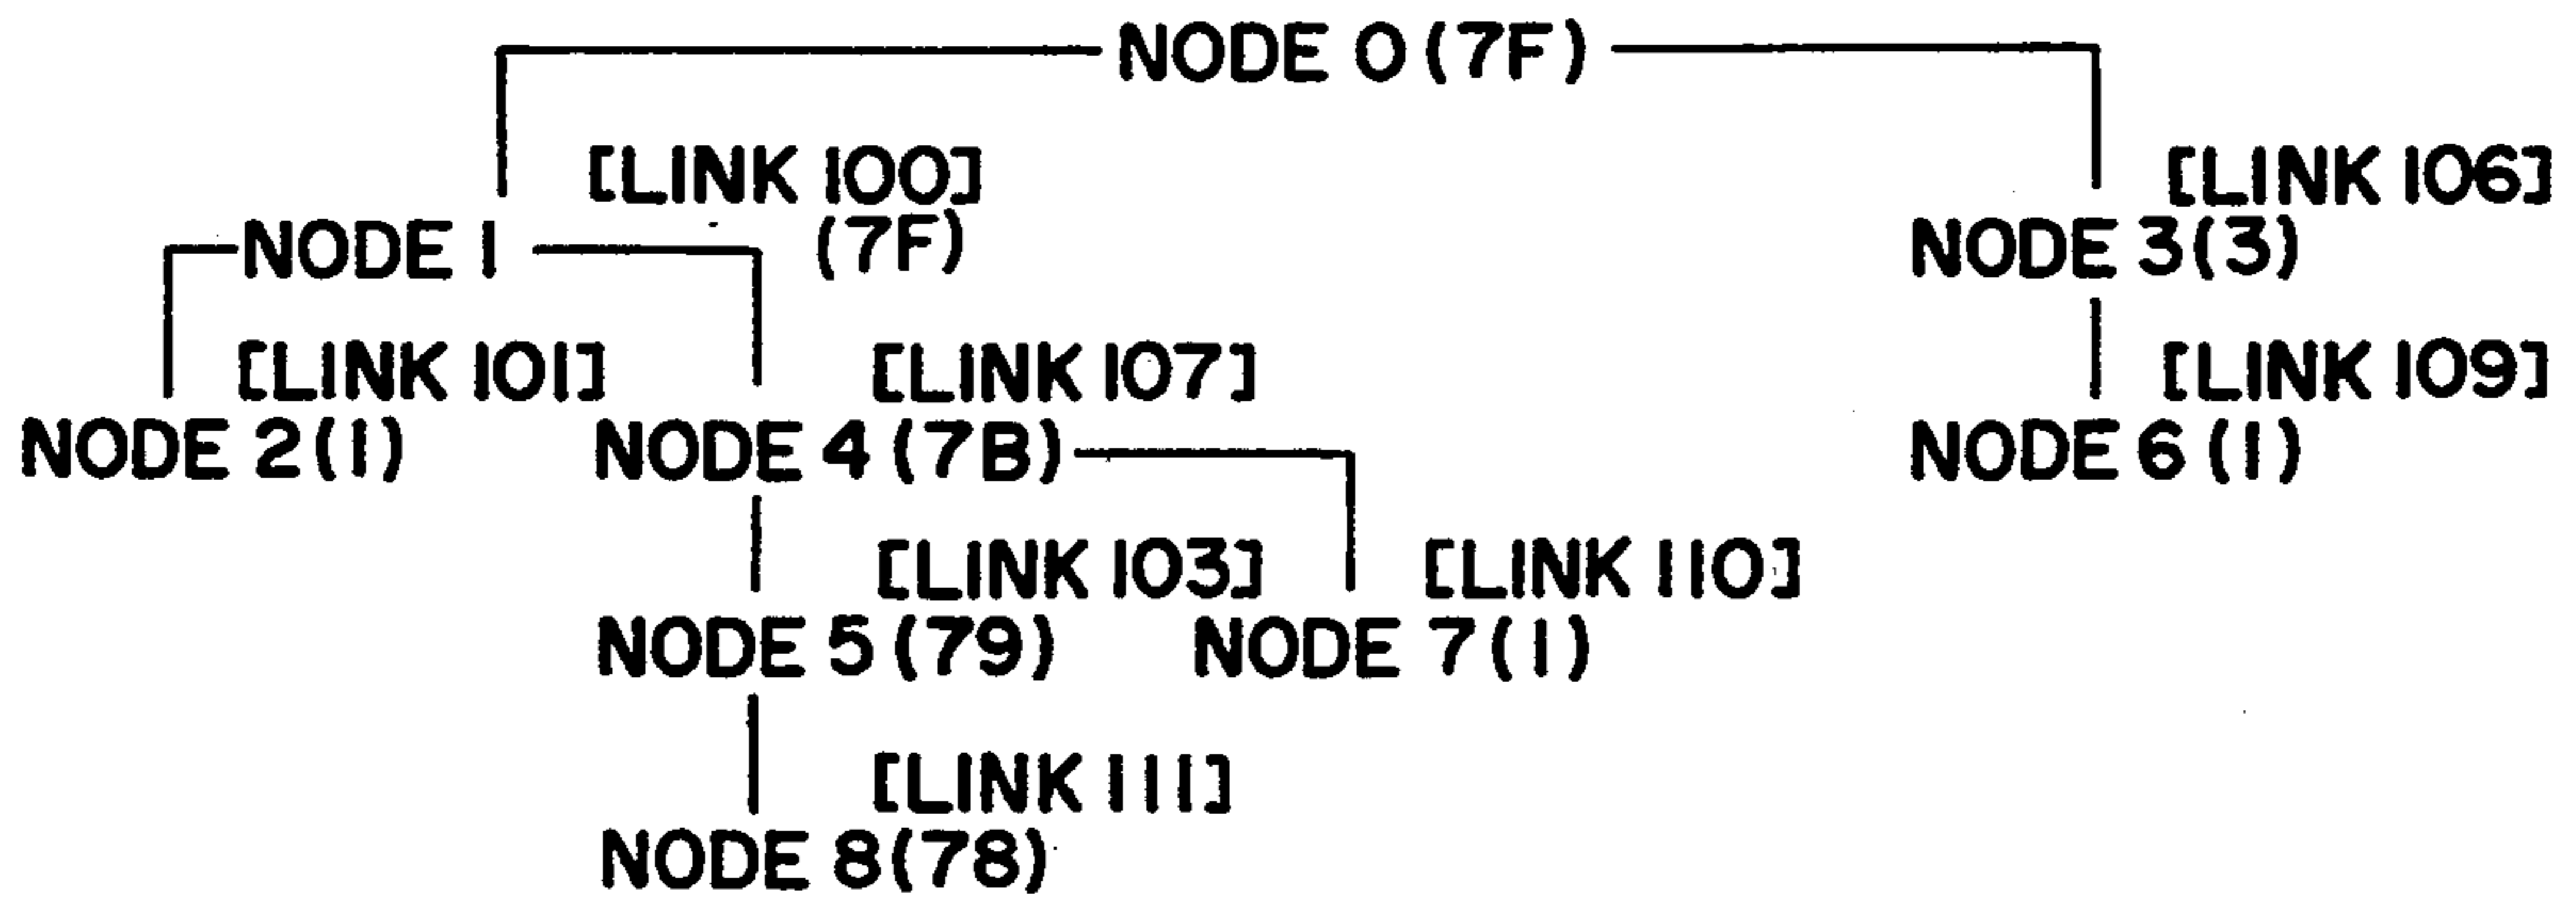 NODE 0 (7F)
[LINK 100] [LINK 106]
NODE 1 (7F) NODE 3 (3)
[LINK 101] [LINK 107] [LINK 109]
NODE 2 (1) NODE 4 (7B) NODE 6 (1)
[LINK 103] [LINK 110]
NODE 5 (79) NODE 7 (1)
[LINK 111]
NODE 8 (78)